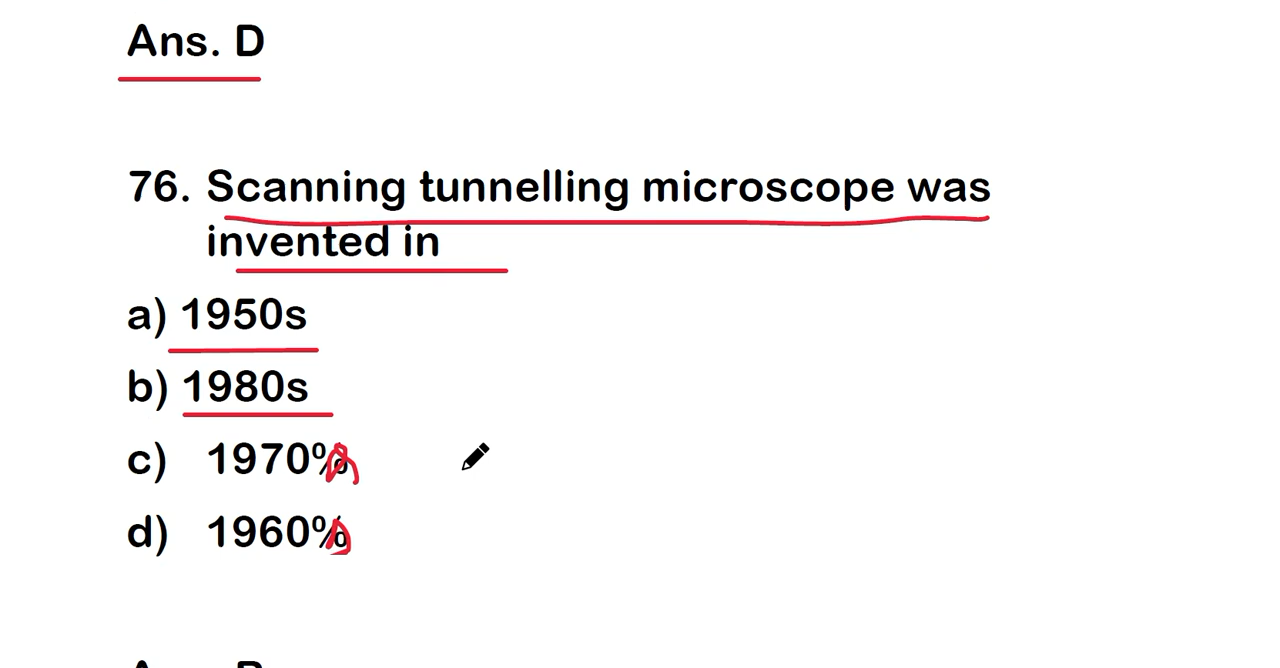 Ans. D
76. Scanning tunnelling microscope was
invented in
a) 1950s
b) 1980s
c) 1970%
d) 1960%